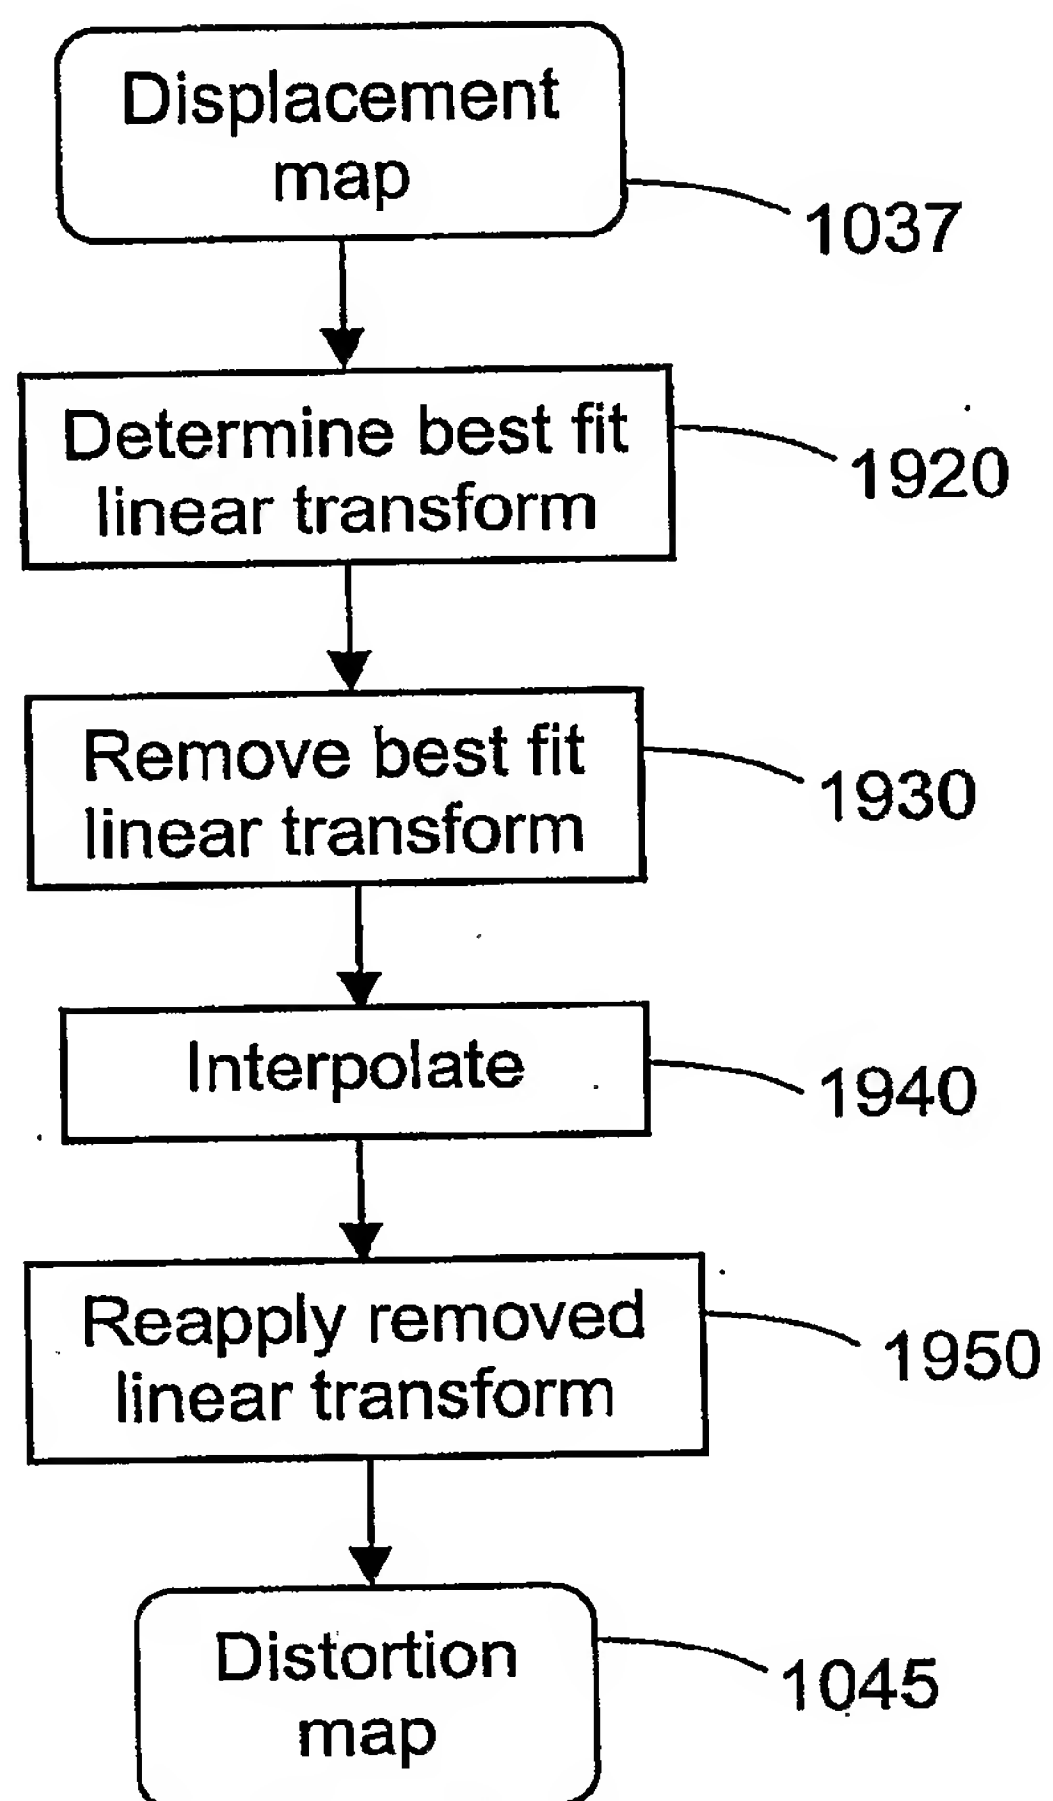 Displacement
map
1037
Determine best fit
linear transform
1920
Remove best fit
linear transform
1930
Interpolate
1940
Reapply removed
linear transform
1950
Distortion
map
1045